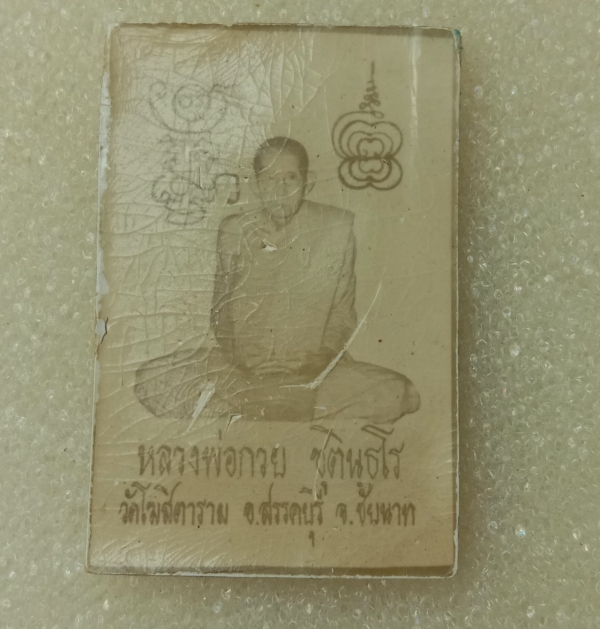 หลวงพ่อกวย ชุตินฺธโร
วัดโฆสิตาราม อ.สรรคบุรี จ.ชัยนาท